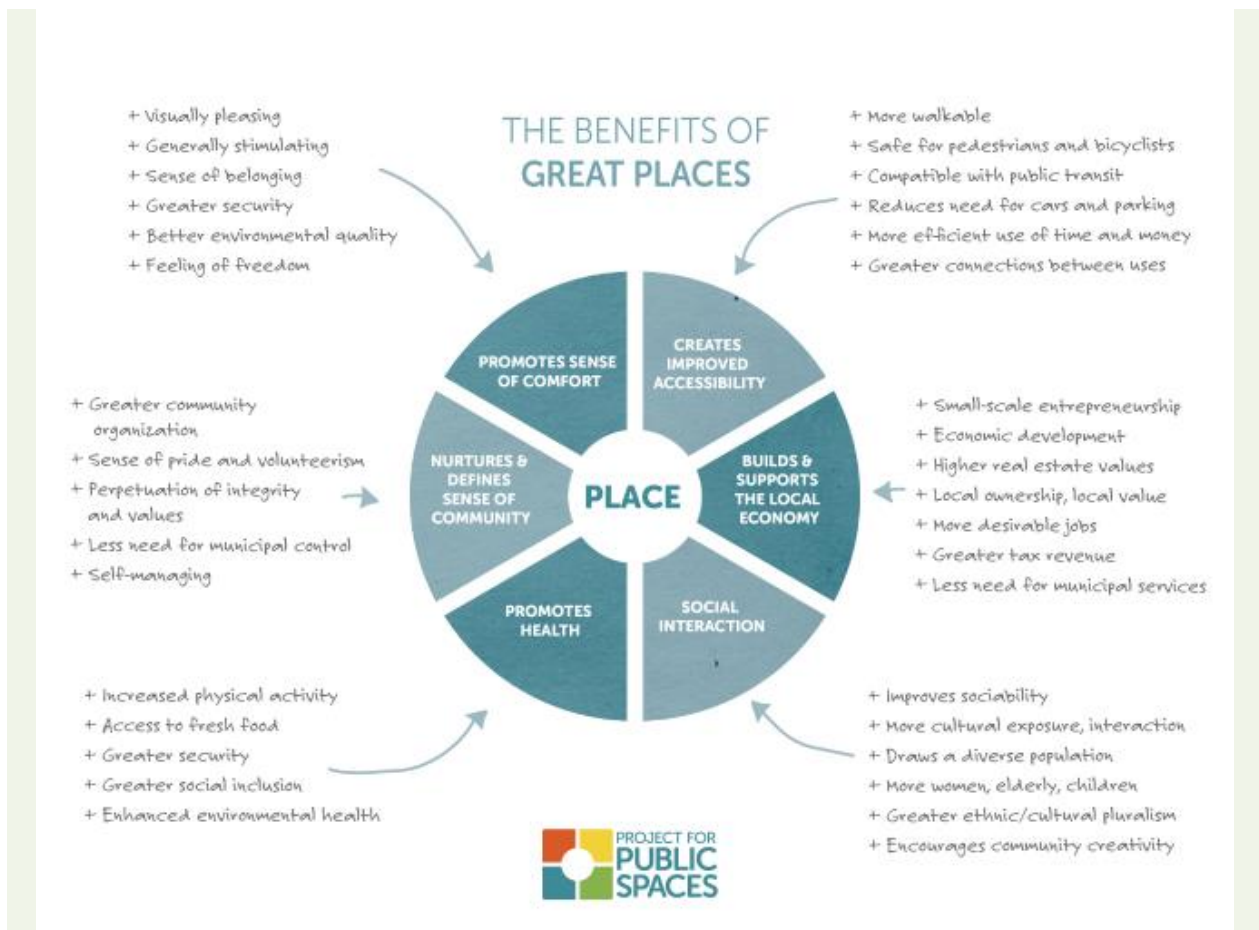 THE BENEFITS OF
GREAT PLACES
+ Visually pleasing
+ Generally stimulating
+ Sense of belonging
+ Greater security
+ Better environmental quality
+ Feeling of freedom
+ More walkable
+ Safe for pedestrians and bicyclists
+ Compatible with public transit
+ Reduces need for cars and parking
+ More efficient use of time and money
+ Greater connections between uses
PROMOTES SENSE
OF COMFORT
CREATES
IMPROVED
ACCESSIBILITY
+ Greater community
organization
+ Sense of pride and volunteerism
+ Perpetuation of integrity
and values
+ Less need for municipal control
+ Self-managing
NURTURES &
DEFINES
SENSE OF
COMMUNITY
PLACE
BUILDS &
SUPPORTS
THE LOCAL
ECONOMY
+ Small-scale entrepreneurship
+ Economic development
+ Higher real estate values
+ Local ownership, local value
+ More desirable jobs
+ Greater tax revenue
+ Less need for municipal services
PROMOTES
HEALTH
SOCIAL
INTERACTION
+ Increased physical activity
+ Access to fresh food
+ Greater security
+ Greater social inclusion
+ Enhanced environmental health
+ Improves sociability
+ More cultural exposure, interaction
+ Draws a diverse population
+ More women, elderly, children
+ Greater ethnic/cultural pluralism
+ Encourages community creativity
PROJECT FOR
PUBLIC
SPACES